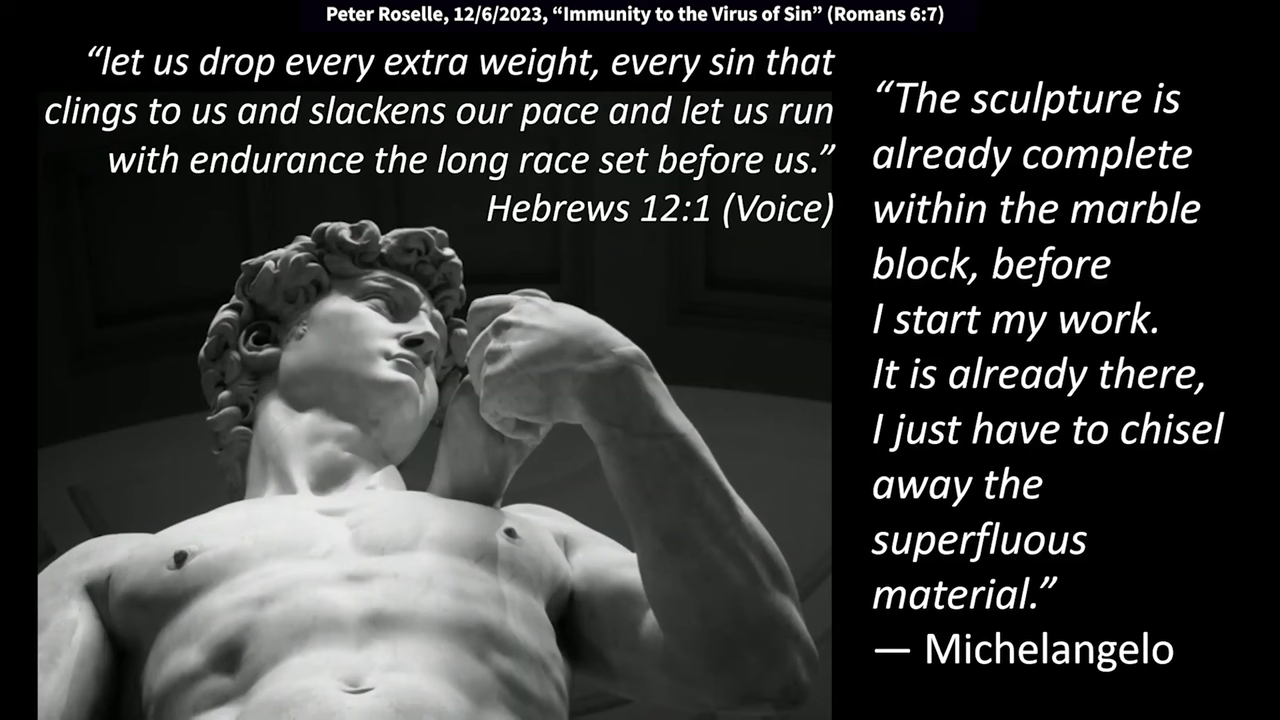 Peter Roselle, 12/6/2023, “Immunity to the Virus of Sin” (Romans 6:7)
“let us drop every extra weight, every sin that
clings to us and slackens our pace and let us run
with endurance the long race set before us.”
Hebrews 12:1 (Voice)
“The sculpture is
already complete
within the marble
block, before
I start my work.
It is already there,
I just have to chisel
away the
superfluous
material.”
— Michelangelo